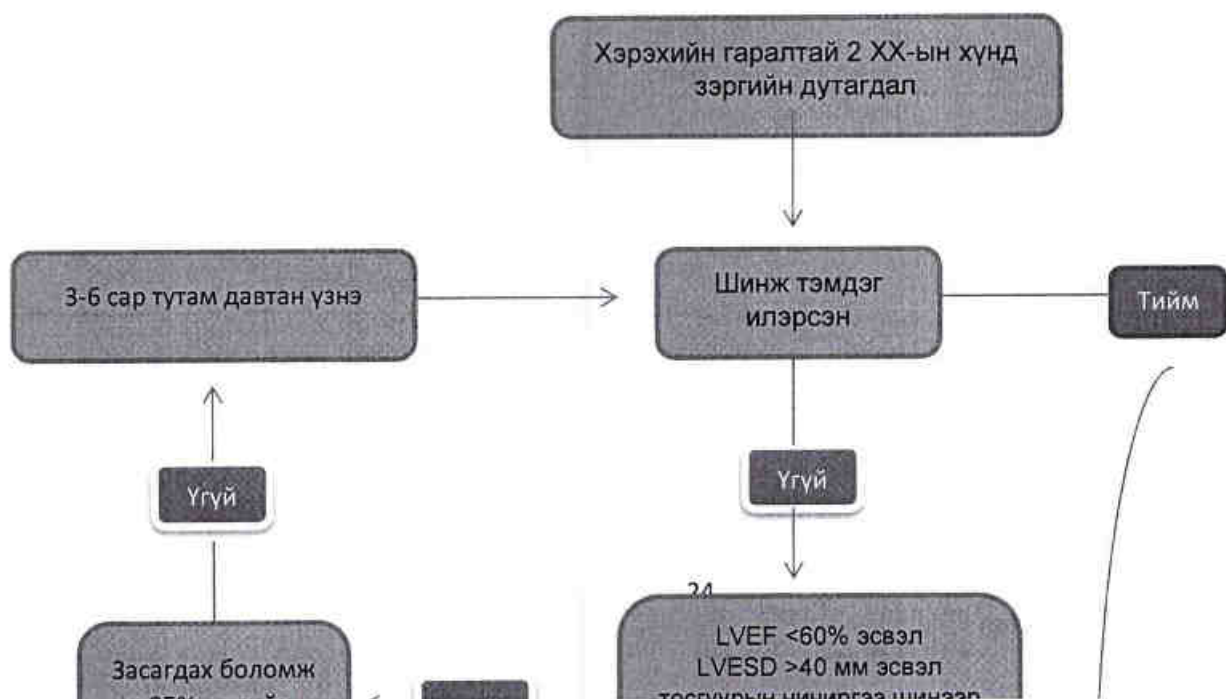 Хэрэхийн гаралтай 2 ХХ-ын хүнд
зэргийн дутагдал
3-6 сар тутам давтан үзнэ
Шинж тэмдэг
илэрсэн
Тийм
Үгүй
Үгүй
24
LVEF <60% эсвэл
LVESD >40 мм эсвэл
Засагдах боломж